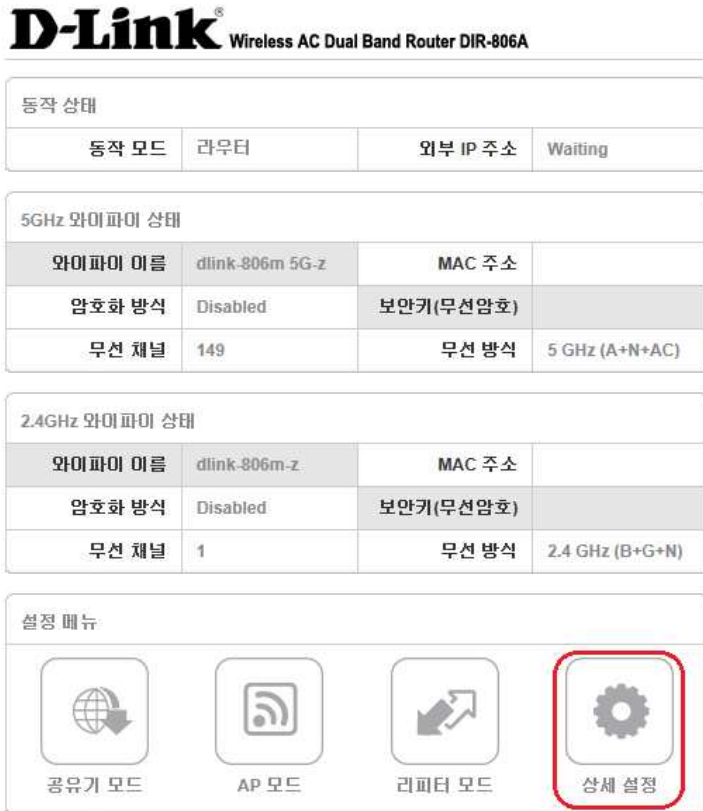 D-Link® Wireless AC Dual Band Router DIR-806A
동작 상태
동작 모드 라우터 외부 IP 주소 Waiting
5GHz 와이파이 상태
와이파이 이름 dlink-806m 5G-z MAC 주소
암호화 방식 Disabled 보안키(무선암호)
무선 채널 149 무선 방식 5 GHz (A+N+AC)
2.4GHz 와이파이 상태
와이파이 이름 dlink-806m-z MAC 주소
암호화 방식 Disabled 보안키(무선암호)
무선 채널 1 무선 방식 2.4 GHz (B+G+N)
설정 메뉴
공유기 모드 AP 모드 리피터 모드 상세 설정